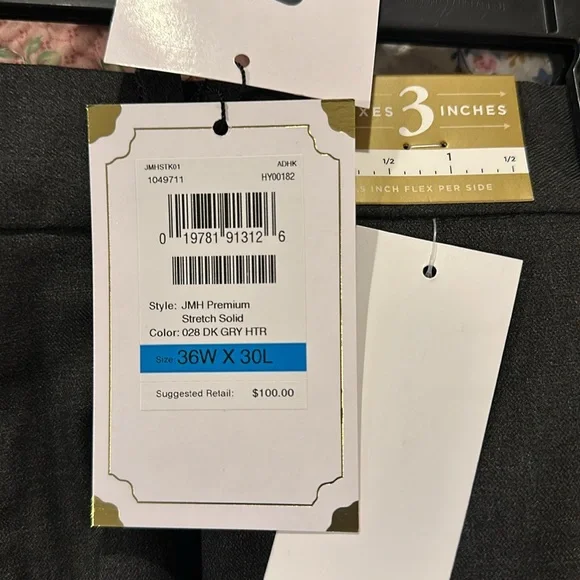 XES 3 INCHES
1/2 1 1/2
.5 INCH FLEX PER SIDE
JMHSTK01 ADHK
1049711 HY00182
0 19781 91312 6
Style: JMH Premium
Stretch Solid
Color: 028 DK GRY HTR
Size: 36W X 30L
Suggested Retail: $100.00